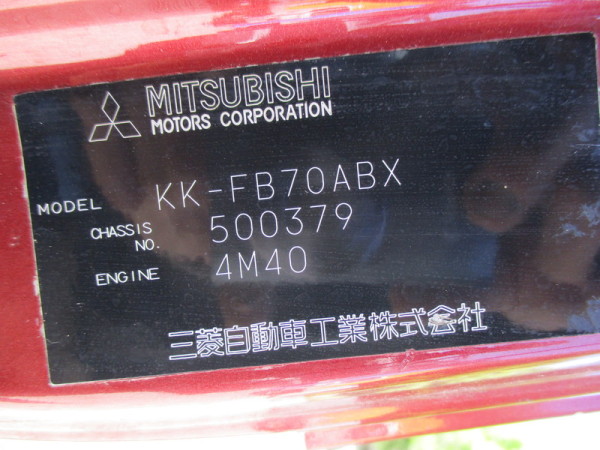 MITSUBISHI
MOTORS CORPORATION
MODEL KK-FB70ABX
CHASSIS NO. 500379
ENGINE 4M40
三菱自動車工業株式会社